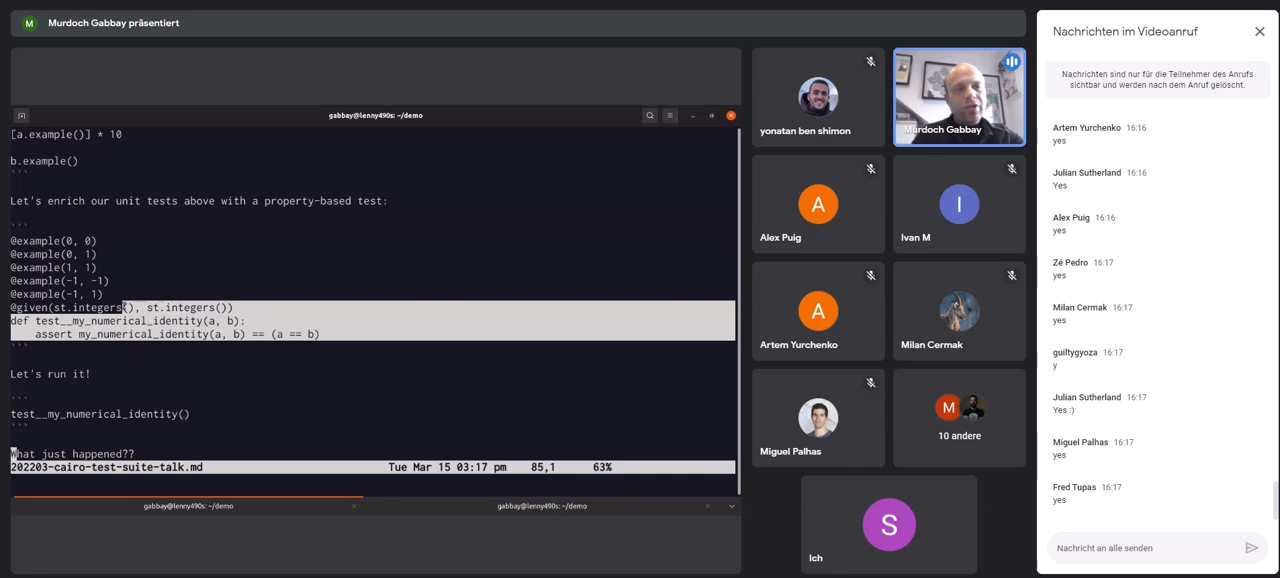 M
Murdoch Gabbay präsentiert
gabbay@lenny490s: ~/demo
[a.example()] * 10
b.example()
```
Let's enrich our unit tests above with a property-based test:
```
@example(0, 0)
@example(0, 1)
@example(1, 1)
@example(-1, -1)
@example(-1, 1)
@given(st.integers(), st.integers())
def test__my_numerical_identity(a, b):
    assert my_numerical_identity(a, b) == (a == b)
```
Let's run it!
```
test__my_numerical_identity()
```
What just happened??
202203-cairo-test-suite-talk.md Tue Mar 15 03:17 pm 85,1 63%
gabbay@lenny490s: ~/demo
gabbay@lenny490s: ~/demo
yonatan ben shimon
Murdoch Gabbay
A
Alex Puig
I
Ivan M
A
Artem Yurchenko
Milan Cermak
Miguel Palhas
M
10 andere
S
Ich
Nachrichten im Videoanruf
Nachrichten sind nur für die Teilnehmer des Anrufs
sichtbar und werden nach dem Anruf gelöscht.
Artem Yurchenko 16:16
yes
Julian Sutherland 16:16
Yes
Alex Puig 16:16
yes
Zé Pedro 16:17
yes
Milan Cermak 16:17
yes
guiltygyoza 16:17
y
Julian Sutherland 16:17
Yes :)
Miguel Palhas 16:17
yes
Fred Tupas 16:17
yes
Nachricht an alle senden